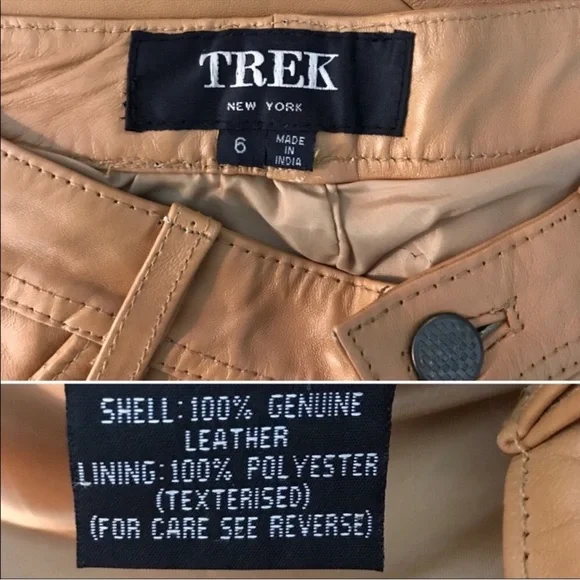 TREK
NEW YORK
6
MADE
IN
INDIA
SHELL:100% GENUINE
LEATHER
LINING:100% POLYESTER
(TEXTERISED)
(FOR CARE SEE REVERSE)